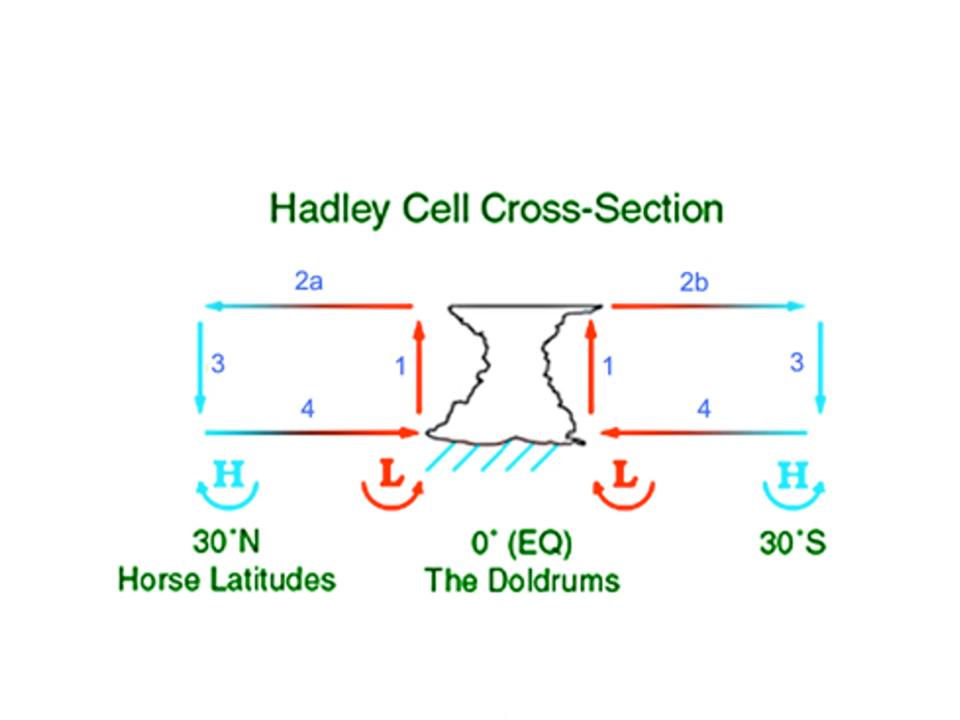 Hadley Cell Cross-Section
2a 2b
3 1 1 3
4 4
H L L H
30°N 0° (EQ) 30°S
Horse Latitudes The Doldrums